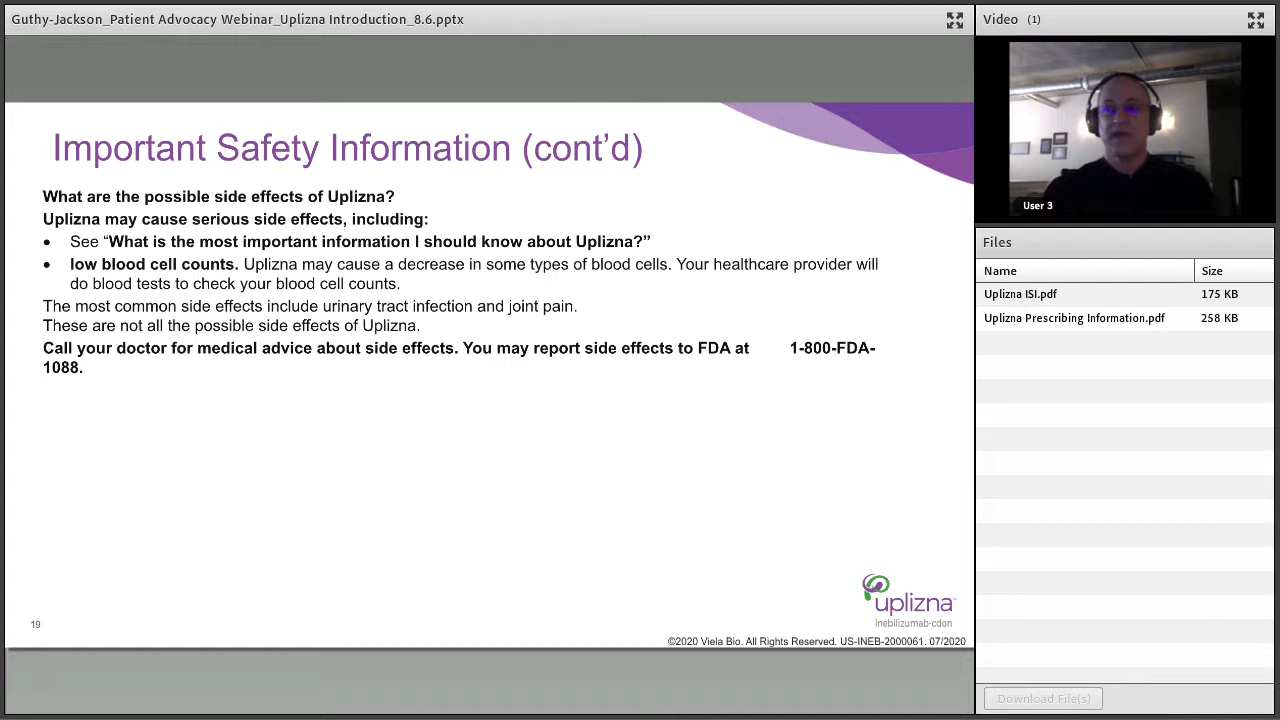 Guthy-Jackson_Patient Advocacy Webinar_Uplizna Introduction_8.6.pptx
Important Safety Information (cont’d)
What are the possible side effects of Uplizna?
Uplizna may cause serious side effects, including:
• See “What is the most important information I should know about Uplizna?”
• low blood cell counts. Uplizna may cause a decrease in some types of blood cells. Your healthcare provider will
do blood tests to check your blood cell counts.
The most common side effects include urinary tract infection and joint pain.
These are not all the possible side effects of Uplizna.
Call your doctor for medical advice about side effects. You may report side effects to FDA at 1-800-FDA-
1088.
uplizna™
inebilizumab-cdon
19
©2020 Viela Bio. All Rights Reserved. US-INEB-2000061. 07/2020
Video (1)
User 3
Files
Name Size
Uplizna ISI.pdf 175 KB
Uplizna Prescribing Information.pdf 258 KB
Download File(s)